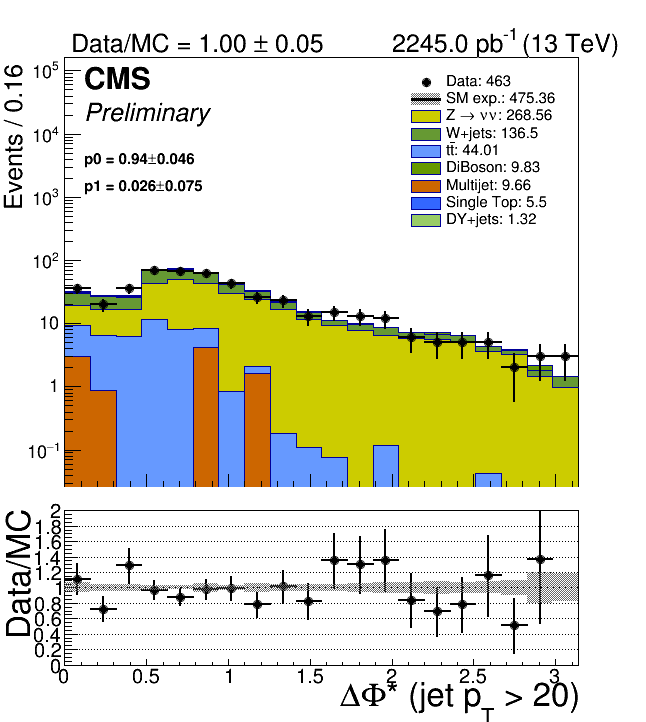 Data/MC = 1.00 ± 0.05 2245.0 pb⁻¹ (13 TeV)
CMS
Preliminary
p0 = 0.94±0.046
p1 = 0.026±0.075
Data: 463
SM exp.: 475.36
Z → νν: 268.56
W+jets: 136.5
tt̄: 44.01
DiBoson: 9.83
Multijet: 9.66
Single Top: 5.5
DY+jets: 1.32
Events / 0.16
10⁵
10⁴
10³
10²
10
1
10⁻¹
Data/MC
2
1.8
1.6
1.4
1.2
1
0.8
0.6
0.4
0.2
0
0 0.5 1 1.5 2 2.5 3
ΔΦ* (jet p_T > 20)